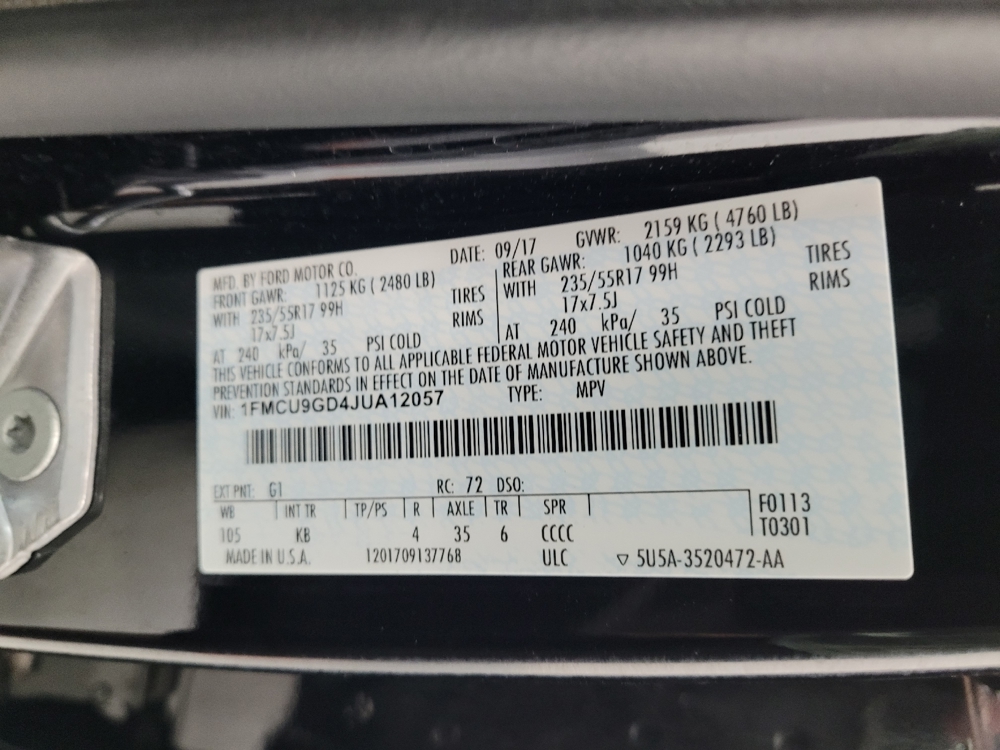 MFD. BY FORD MOTOR CO. DATE: 09/17 GVWR: 2159 KG ( 4760 LB)
FRONT GAWR: 1125 KG ( 2480 LB) REAR GAWR: 1040 KG ( 2293 LB)
WITH 235/55R17 99H TIRES WITH 235/55R17 99H TIRES
17x7.5J RIMS 17x7.5J RIMS
AT 240 kPa/ 35 PSI COLD AT 240 kPa/ 35 PSI COLD
THIS VEHICLE CONFORMS TO ALL APPLICABLE FEDERAL MOTOR VEHICLE SAFETY AND THEFT
PREVENTION STANDARDS IN EFFECT ON THE DATE OF MANUFACTURE SHOWN ABOVE.
VIN: 1FMCU9GD4JUA12057 TYPE: MPV
EXT PNT: G1 RC: 72 DSO:
WB INT TR TP/PS R AXLE TR SPR F0113
105 KB 4 35 6 CCCC T0301
MADE IN U.S.A. 1201709137768 ULC ▽ 5U5A-3520472-AA